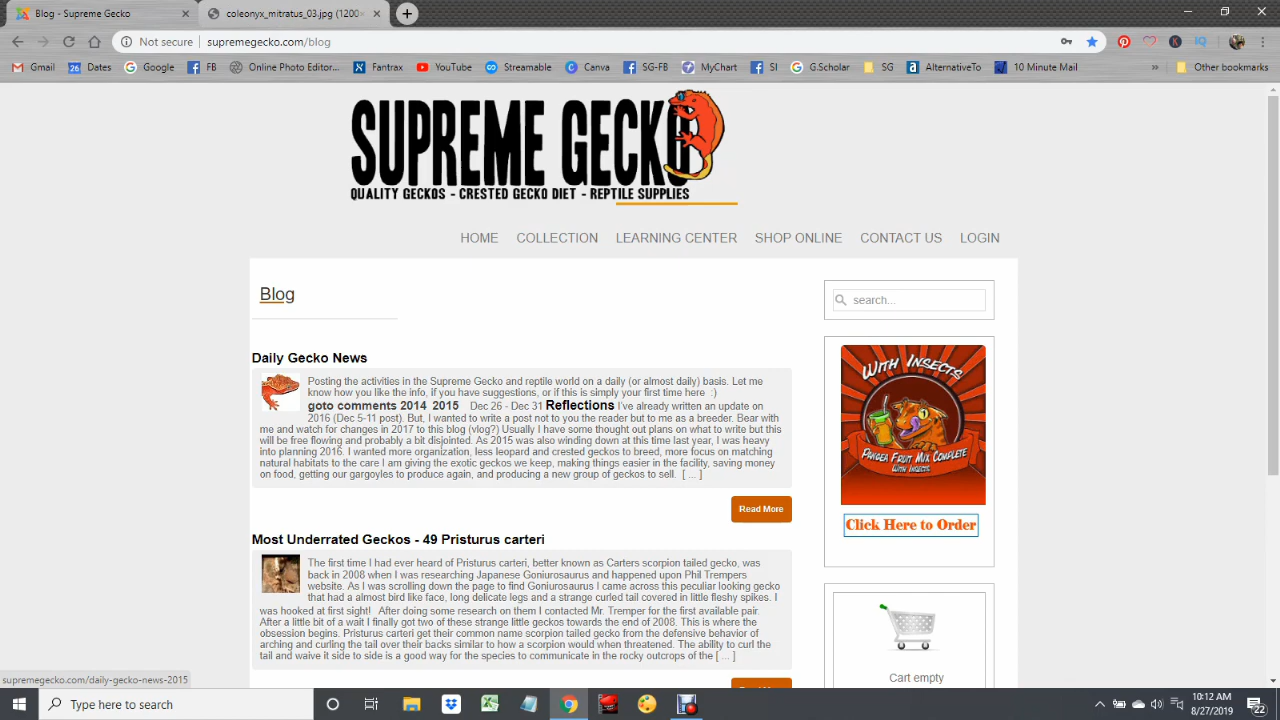 Blog - Supreme Gecko
coleonyx_mitratus_03.jpg (1200×
Not secure
supremegecko.com/blog
Gmail
26 Dates
Google
FB
Online Photo Editor...
Fantrax
YouTube
Streamable
Canva
SG-FB
MyChart
SI
G.Scholar
SG
AlternativeTo
10 Minute Mail
»
Other bookmarks
SUPREME GECKO
QUALITY GECKOS - CRESTED GECKO DIET - REPTILE SUPPLIES
HOME COLLECTION LEARNING CENTER SHOP ONLINE CONTACT US LOGIN
Blog
Daily Gecko News
Posting the activities in the Supreme Gecko and reptile world on a daily (or almost daily) basis. Let me
know how you like the info, if you have suggestions, or if this is simply your first time here :)
goto comments 2014 2015 Dec 26 - Dec 31 Reflections I've already written an update on
2016 (Dec 5-11 post). But, I wanted to write a post not to you the reader but to me as a breeder. Bear with
me and watch for changes in 2017 to this blog (vlog?) Usually I have some thought out plans on what to write but this
will be free flowing and probably a bit disjointed. As 2015 was also winding down at this time last year, I was heavy
into planning 2016. I wanted more organization, less leopard and crested geckos to breed, more focus on matching
natural habitats to the care I am giving the exotic geckos we keep, making things easier in the facility, saving money
on food, getting our gargoyles to produce again, and producing a new group of geckos to sell. [ ... ]
Read More
Most Underrated Geckos - 49 Pristurus carteri
The first time I had ever heard of Pristurus carteri, better known as Carters scorpion tailed gecko, was
back in 2008 when I was researching Japanese Goniurosaurus and happened upon Phil Trempers
website. As I was scrolling down the page to find Goniurosaurus I came across this peculiar looking gecko
that had a almost bird like face, long delicate legs and a strange curled tail covered in little fleshy spikes. I
was hooked at first sight! After doing some research on them I contacted Mr. Tremper for the first available pair.
After a little bit of a wait I finally got two of these strange little geckos towards the end of 2008. This is where the
obsession begins. Pristurus carteri get their common name scorpion tailed gecko from the defensive behavior of
arching and curling the tail over their backs similar to how a scorpion would when threatened. The ability to curl the
tail and waive it side to side is a good way for the species to communicate in the rocky outcrops of the [ ... ]
search...
WITH INSECTS
PANGEA FRUIT MIX COMPLETE
WITH INSECTS
Click Here to Order
Cart empty
supremegecko.com/daily-gecko-news-2015
Type here to search
10:12 AM
8/27/2019
22